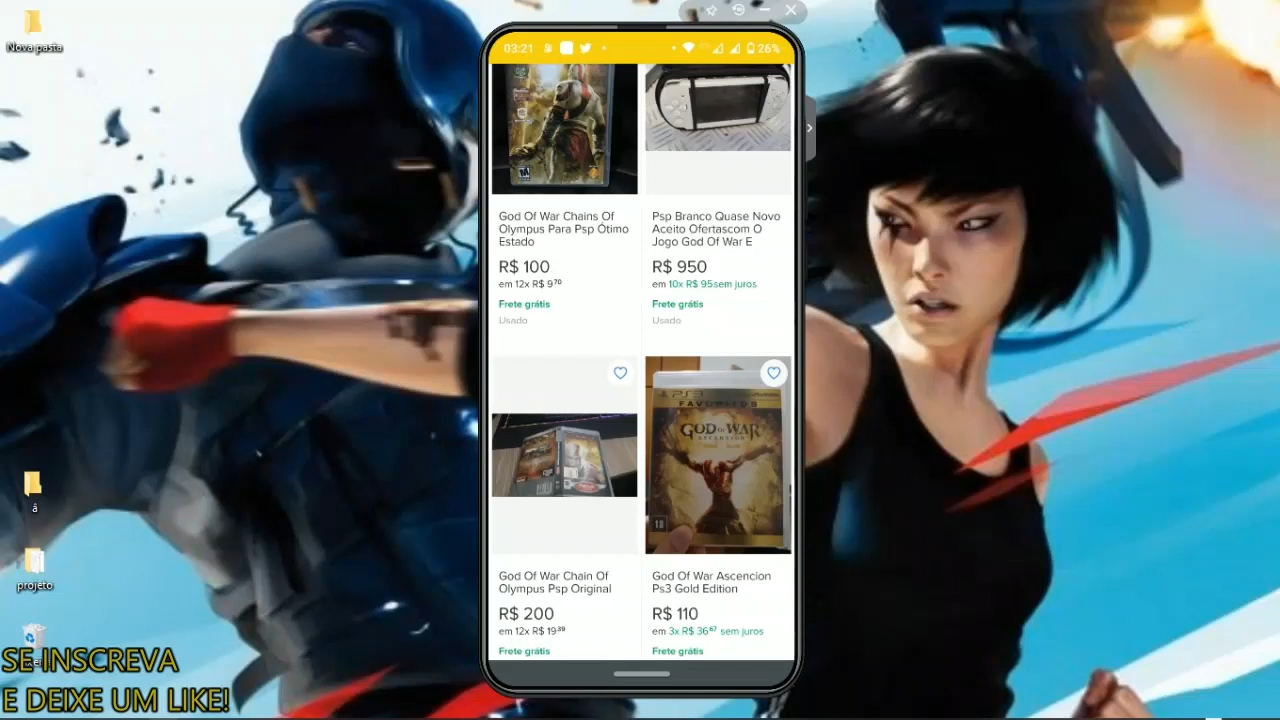 Nova pasta
03:21
26%
God Of War Chains Of
Olympus Para Psp Ótimo
Estado
R$ 100
em 12x R$ 9⁷⁰
Frete grátis
Usado
Psp Branco Quase Novo
Aceito Ofertascom O
Jogo God Of War E
R$ 950
em 10x R$ 95sem juros
Frete grátis
Usado
PS3
FAVORITOS
GOD OF WAR
ASCENSION
18
God Of War Chain Of
Olympus Psp Original
R$ 200
em 12x R$ 19³⁹
Frete grátis
God Of War Ascencion
Ps3 Gold Edition
R$ 110
em 3x R$ 36⁶⁷ sem juros
Frete grátis
â
projeto
SE INSCREVA
E DEIXE UM LIKE!